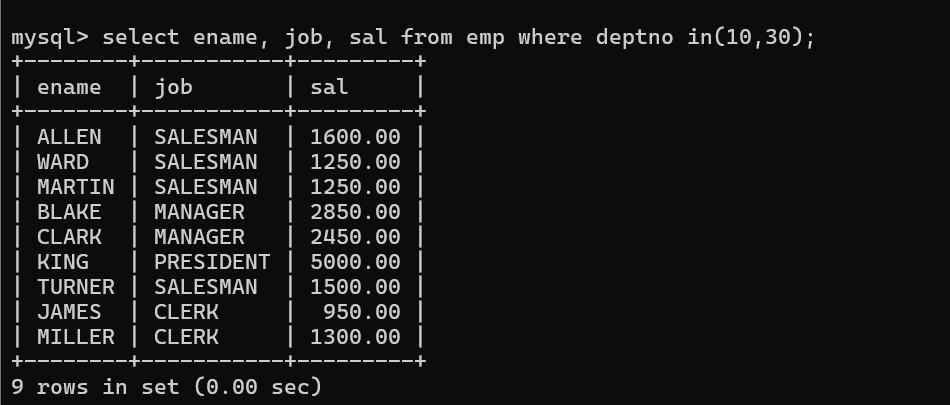 mysql> select ename, job, sal from emp where deptno in(10,30);
+--------+-----------+---------+
| ename  | job       | sal     |
+--------+-----------+---------+
| ALLEN  | SALESMAN  | 1600.00 |
| WARD   | SALESMAN  | 1250.00 |
| MARTIN | SALESMAN  | 1250.00 |
| BLAKE  | MANAGER   | 2850.00 |
| CLARK  | MANAGER   | 2450.00 |
| KING   | PRESIDENT | 5000.00 |
| TURNER | SALESMAN  | 1500.00 |
| JAMES  | CLERK     |  950.00 |
| MILLER | CLERK     | 1300.00 |
+--------+-----------+---------+
9 rows in set (0.00 sec)